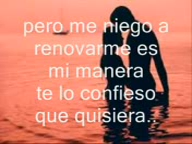 pero me niego a
renovarme es
mi manera
te lo confieso
que quisiera..